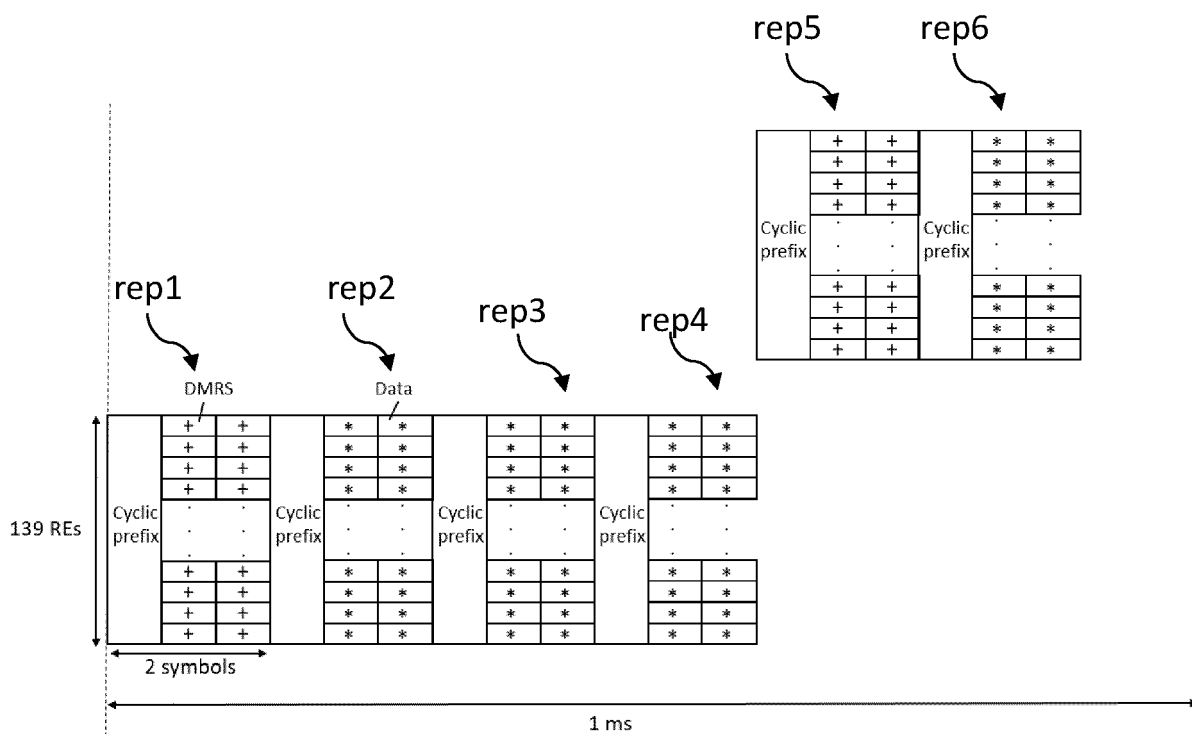 rep5 rep6
+ + * *
+ + * *
+ + * *
+ + * *
Cyclic prefix . . Cyclic prefix . .
. . . .
. . . .
+ + * *
+ + * *
+ + * *
+ + * *
rep1 rep2 rep3 rep4
DMRS Data
+ + * * * * * *
+ + * * * * * *
+ + * * * * * *
+ + * * * * * *
139 REs Cyclic prefix . . Cyclic prefix . . Cyclic prefix . . Cyclic prefix . .
. . . . . . . .
. . . . . . . .
+ + * * * * * *
+ + * * * * * *
+ + * * * * * *
+ + * * * * * *
2 symbols
1 ms